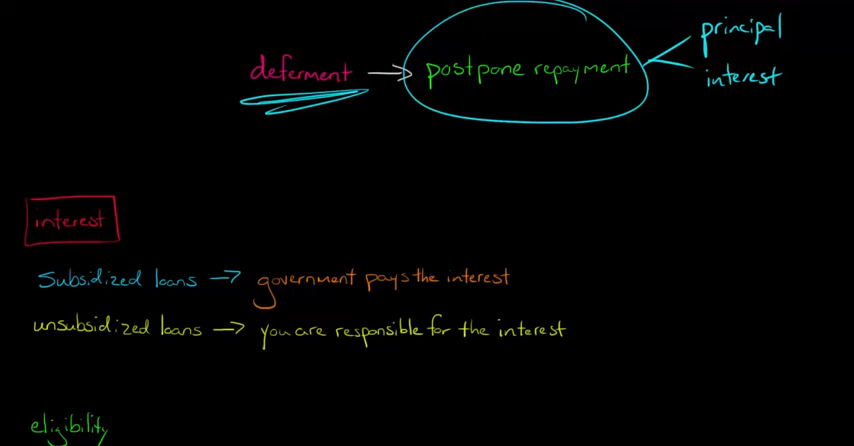 deferment → postpone repayment
principal
interest
interest
Subsidized loans → government pays the interest
unsubsidized loans → you are responsible for the interest
eligibility